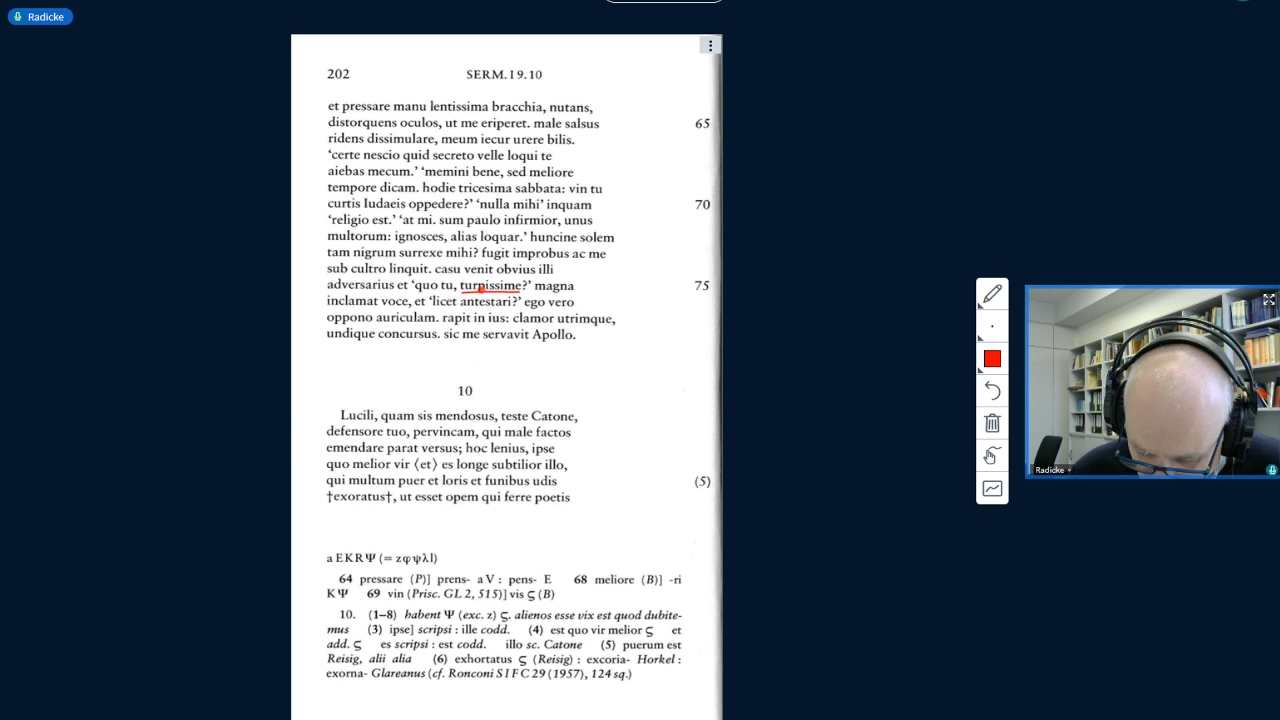 Radicke
202 SERM. I 9. 10
et pressare manu lentissima bracchia, nutans,
distorquens oculos, ut me eriperet. male salsus 65
ridens dissimulare, meum iecur urere bilis.
‘certe nescio quid secreto velle loqui te
aiebas mecum.’ ‘memini bene, sed meliore
tempore dicam. hodie tricesima sabbata: vin tu
curtis Iudaeis oppedere?’ ‘nulla mihi’ inquam 70
‘religio est.’ ‘at mi. sum paulo infirmior, unus
multorum: ignosces, alias loquar.’ huncine solem
tam nigrum surrexe mihi? fugit improbus ac me
sub cultro linquit. casu venit obvius illi
adversarius et ‘quo tu, turpissime?’ magna 75
inclamat voce, et ‘licet antestari?’ ego vero
oppono auriculam. rapit in ius: clamor utrimque,
undique concursus. sic me servavit Apollo.
10
Lucili, quam sis mendosus, teste Catone,
defensore tuo, pervincam, qui male factos
emendare parat versus; hoc lenius, ipse
quo melior vir ⟨et⟩ es longe subtilior illo,
qui multum puer et loris et funibus udis (5)
†exoratus†, ut esset opem qui ferre poetis
a EKRΨ (= zφψλl)
64 pressare (P)] prens- a V : pens- E 68 meliore (B)] -ri
K Ψ 69 vin (Prisc. GL 2, 515)] vis ϛ (B)
10. (1–8) habent Ψ (exc. z) ϛ. alienos esse vix est quod dubite-
mus (3) ipse] scripsi : ille codd. (4) est quo vir melior ϛ et
add. ϛ es scripsi : est codd. illo sc. Catone (5) puerum est
Reisig, alii alia (6) exhortatus ϛ (Reisig) : excoria- Horkel :
exorna- Glareanus (cf. Ronconi SIFC 29 (1957), 124 sq.)
Radicke